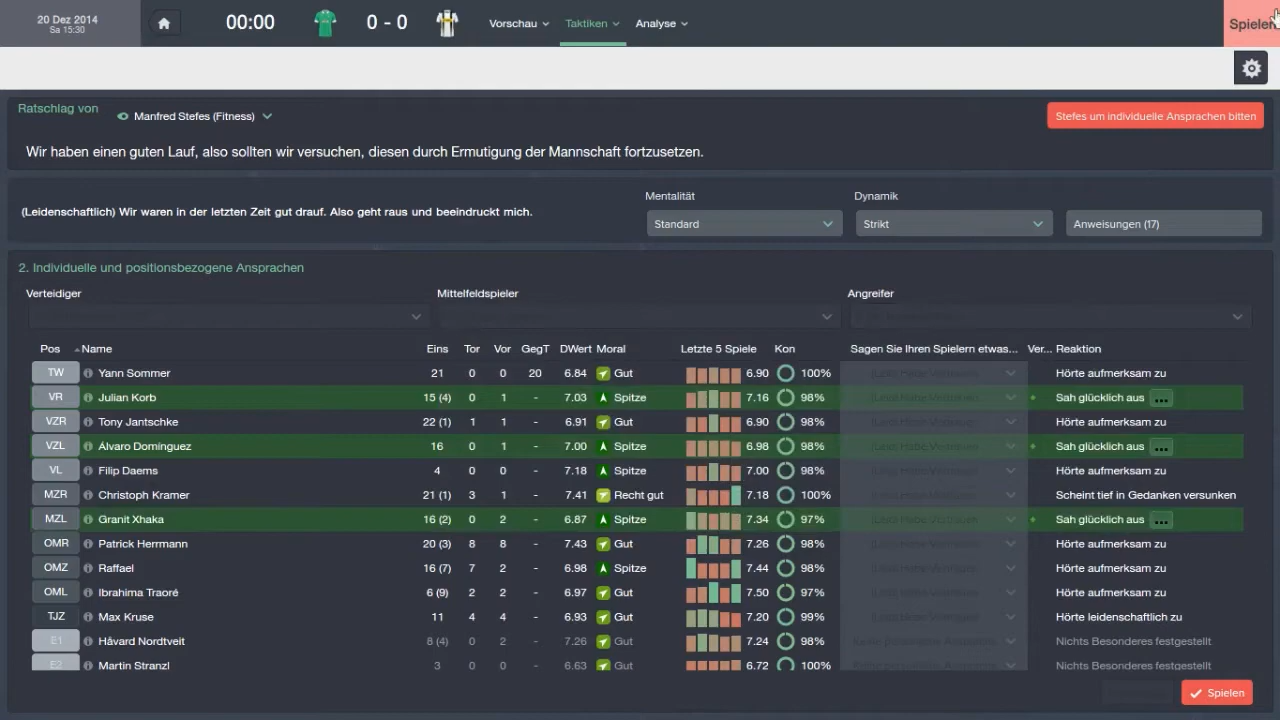 20 Dez 2014
Sa 15:30
00:00
0 - 0
Vorschau
Taktiken
Analyse
Spielen
Ratschlag von
Manfred Stefes (Fitness)
Stefes um individuelle Ansprachen bitten
Wir haben einen guten Lauf, also sollten wir versuchen, diesen durch Ermutigung der Mannschaft fortzusetzen.
Mentalität Dynamik
(Leidenschaftlich) Wir waren in der letzten Zeit gut drauf. Also geht raus und beeindruckt mich.
Standard Strikt Anweisungen (17)
2. Individuelle und positionsbezogene Ansprachen
Verteidiger Mittelfeldspieler Angreifer
Pos Name Eins Tor Vor GegT DWert Moral Letzte 5 Spiele Kon Sagen Sie Ihren Spielern etwas... Ver... Reaktion
TW Yann Sommer 21 0 0 20 6.84 Gut 6.90 100% Hörte aufmerksam zu
VR Julian Korb 15 (4) 0 1 - 7.03 Spitze 7.16 98% Sah glücklich aus ...
VZR Tony Jantschke 22 (1) 1 1 - 6.91 Gut 6.90 98% Hörte aufmerksam zu
VZL Álvaro Domínguez 16 0 1 - 7.00 Spitze 6.98 98% Sah glücklich aus ...
VL Filip Daems 4 0 0 - 7.18 Spitze 7.00 98% Hörte aufmerksam zu
MZR Christoph Kramer 21 (1) 3 1 - 7.41 Recht gut 7.18 100% Scheint tief in Gedanken versunken
MZL Granit Xhaka 16 (2) 0 2 - 6.87 Spitze 7.34 97% Sah glücklich aus ...
OMR Patrick Herrmann 20 (3) 8 8 - 7.43 Gut 7.26 98% Hörte aufmerksam zu
OMZ Raffael 16 (7) 7 2 - 6.98 Spitze 7.44 98% Hörte aufmerksam zu
OML Ibrahima Traoré 6 (9) 2 2 - 6.97 Gut 7.50 97% Hörte aufmerksam zu
TJZ Max Kruse 11 4 4 - 6.93 Gut 7.20 99% Hörte leidenschaftlich zu
E1 Håvard Nordtveit 8 (4) 0 2 - 7.26 Gut 7.24 98% Nichts Besonderes festgestellt
E2 Martin Stranzl 3 0 0 - 6.63 Gut 6.72 100% Nichts Besonderes festgestellt
Spielen